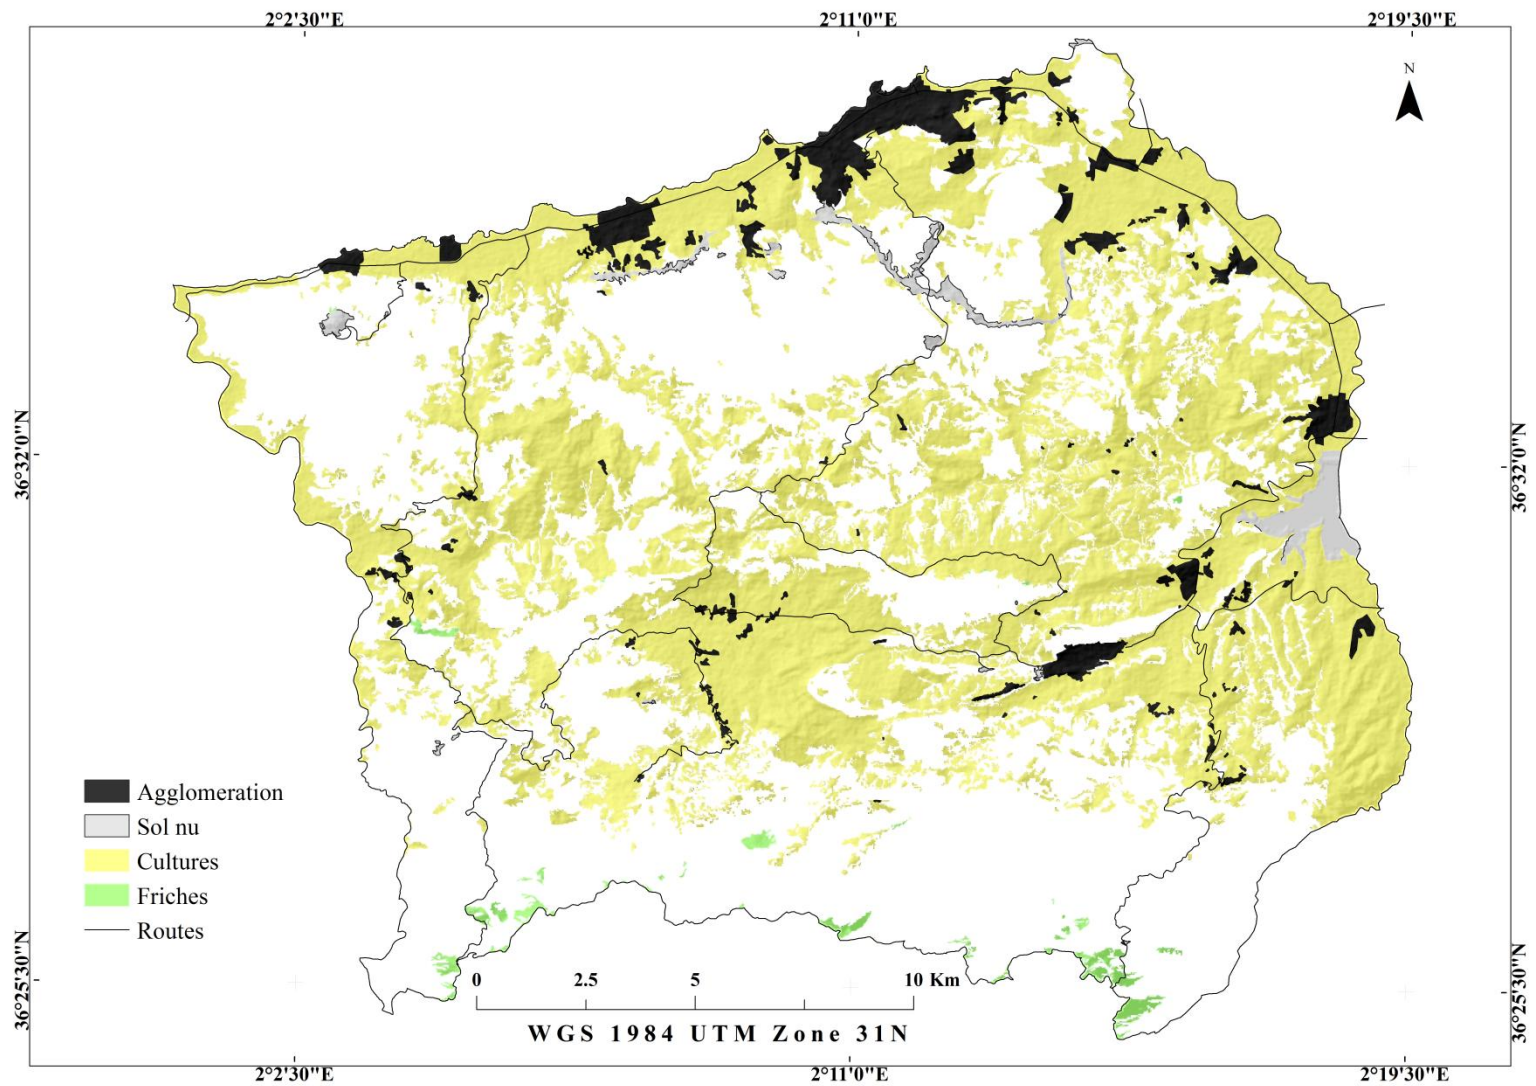 2°2'30"E 2°11'0"E 2°19'30"E
N
36°32'0"N 36°32'0"N
Agglomeration
Sol nu
Cultures
Friches
Routes
36°25'30"N 36°25'30"N
0 2.5 5 10 Km
WGS 1984 UTM Zone 31N
2°2'30"E 2°11'0"E 2°19'30"E